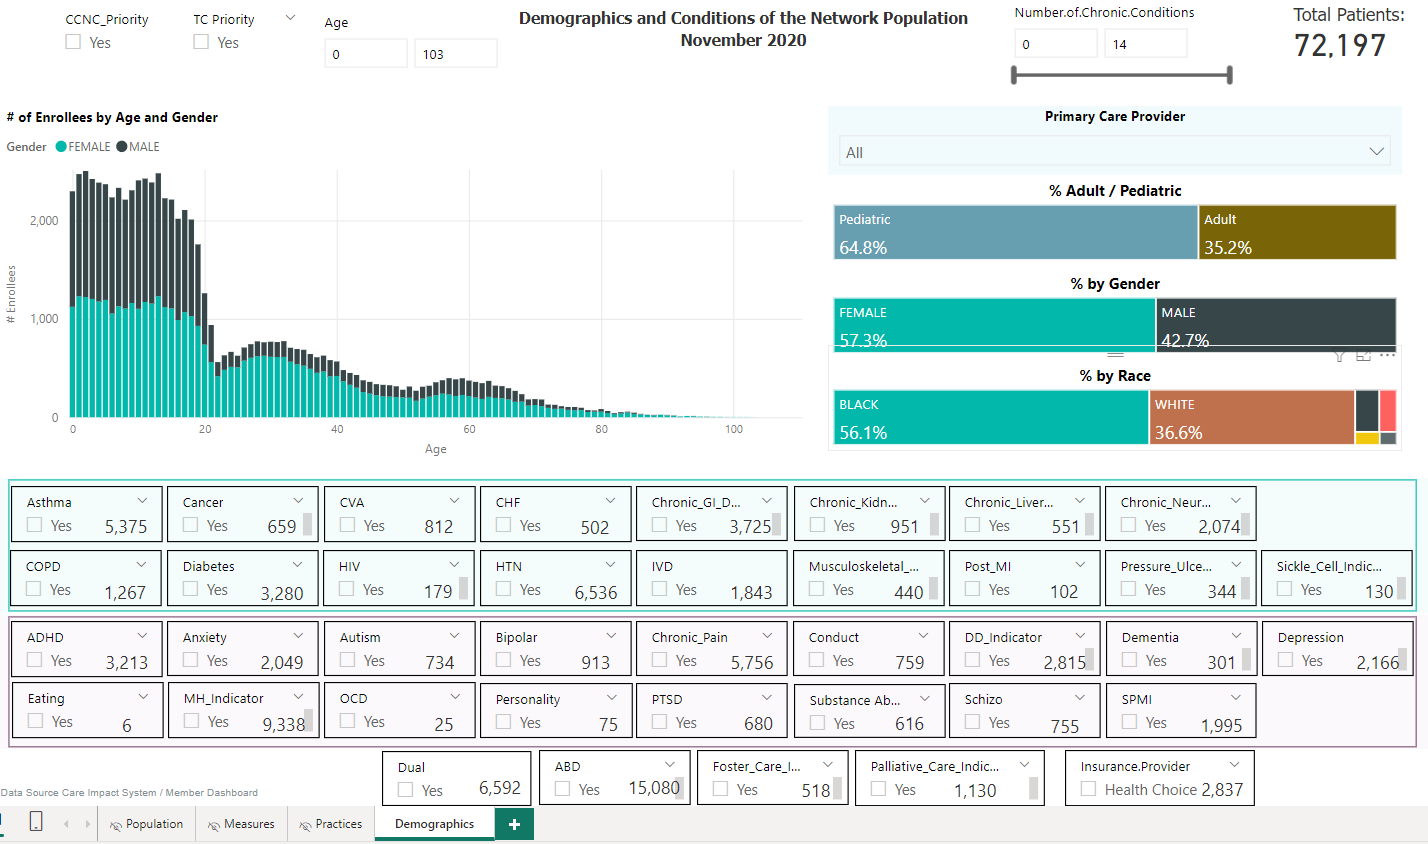 CCNC_Priority
Yes
TC Priority
Yes
Age
0
103
Demographics and Conditions of the Network Population
November 2020
Number.of.Chronic.Conditions
0
14
Total Patients:
72,197
# of Enrollees by Age and Gender
Gender FEMALE MALE
2,000
1,000
0
# Enrollees
0 20 40 60 80 100
Age
Primary Care Provider
All
% Adult / Pediatric
Pediatric
64.8%
Adult
35.2%
% by Gender
FEMALE
57.3%
MALE
42.7%
% by Race
BLACK
56.1%
WHITE
36.6%
Asthma
Yes 5,375
Cancer
Yes 659
CVA
Yes 812
CHF
Yes 502
Chronic_GI_D...
Yes 3,725
Chronic_Kidn...
Yes 951
Chronic_Liver...
Yes 551
Chronic_Neur...
Yes 2,074
COPD
Yes 1,267
Diabetes
Yes 3,280
HIV
Yes 179
HTN
Yes 6,536
IVD
Yes 1,843
Musculoskeletal_...
Yes 440
Post_MI
Yes 102
Pressure_Ulce...
Yes 344
Sickle_Cell_Indic...
Yes 130
ADHD
Yes 3,213
Anxiety
Yes 2,049
Autism
Yes 734
Bipolar
Yes 913
Chronic_Pain
Yes 5,756
Conduct
Yes 759
DD_Indicator
Yes 2,815
Dementia
Yes 301
Depression
Yes 2,166
Eating
Yes 6
MH_Indicator
Yes 9,338
OCD
Yes 25
Personality
Yes 75
PTSD
Yes 680
Substance Ab...
Yes 616
Schizo
Yes 755
SPMI
Yes 1,995
Dual
Yes 6,592
ABD
Yes 15,080
Foster_Care_I...
Yes 518
Palliative_Care_Indic...
Yes 1,130
Insurance.Provider
Health Choice 2,837
Data Source Care Impact System / Member Dashboard
Population
Measures
Practices
Demographics